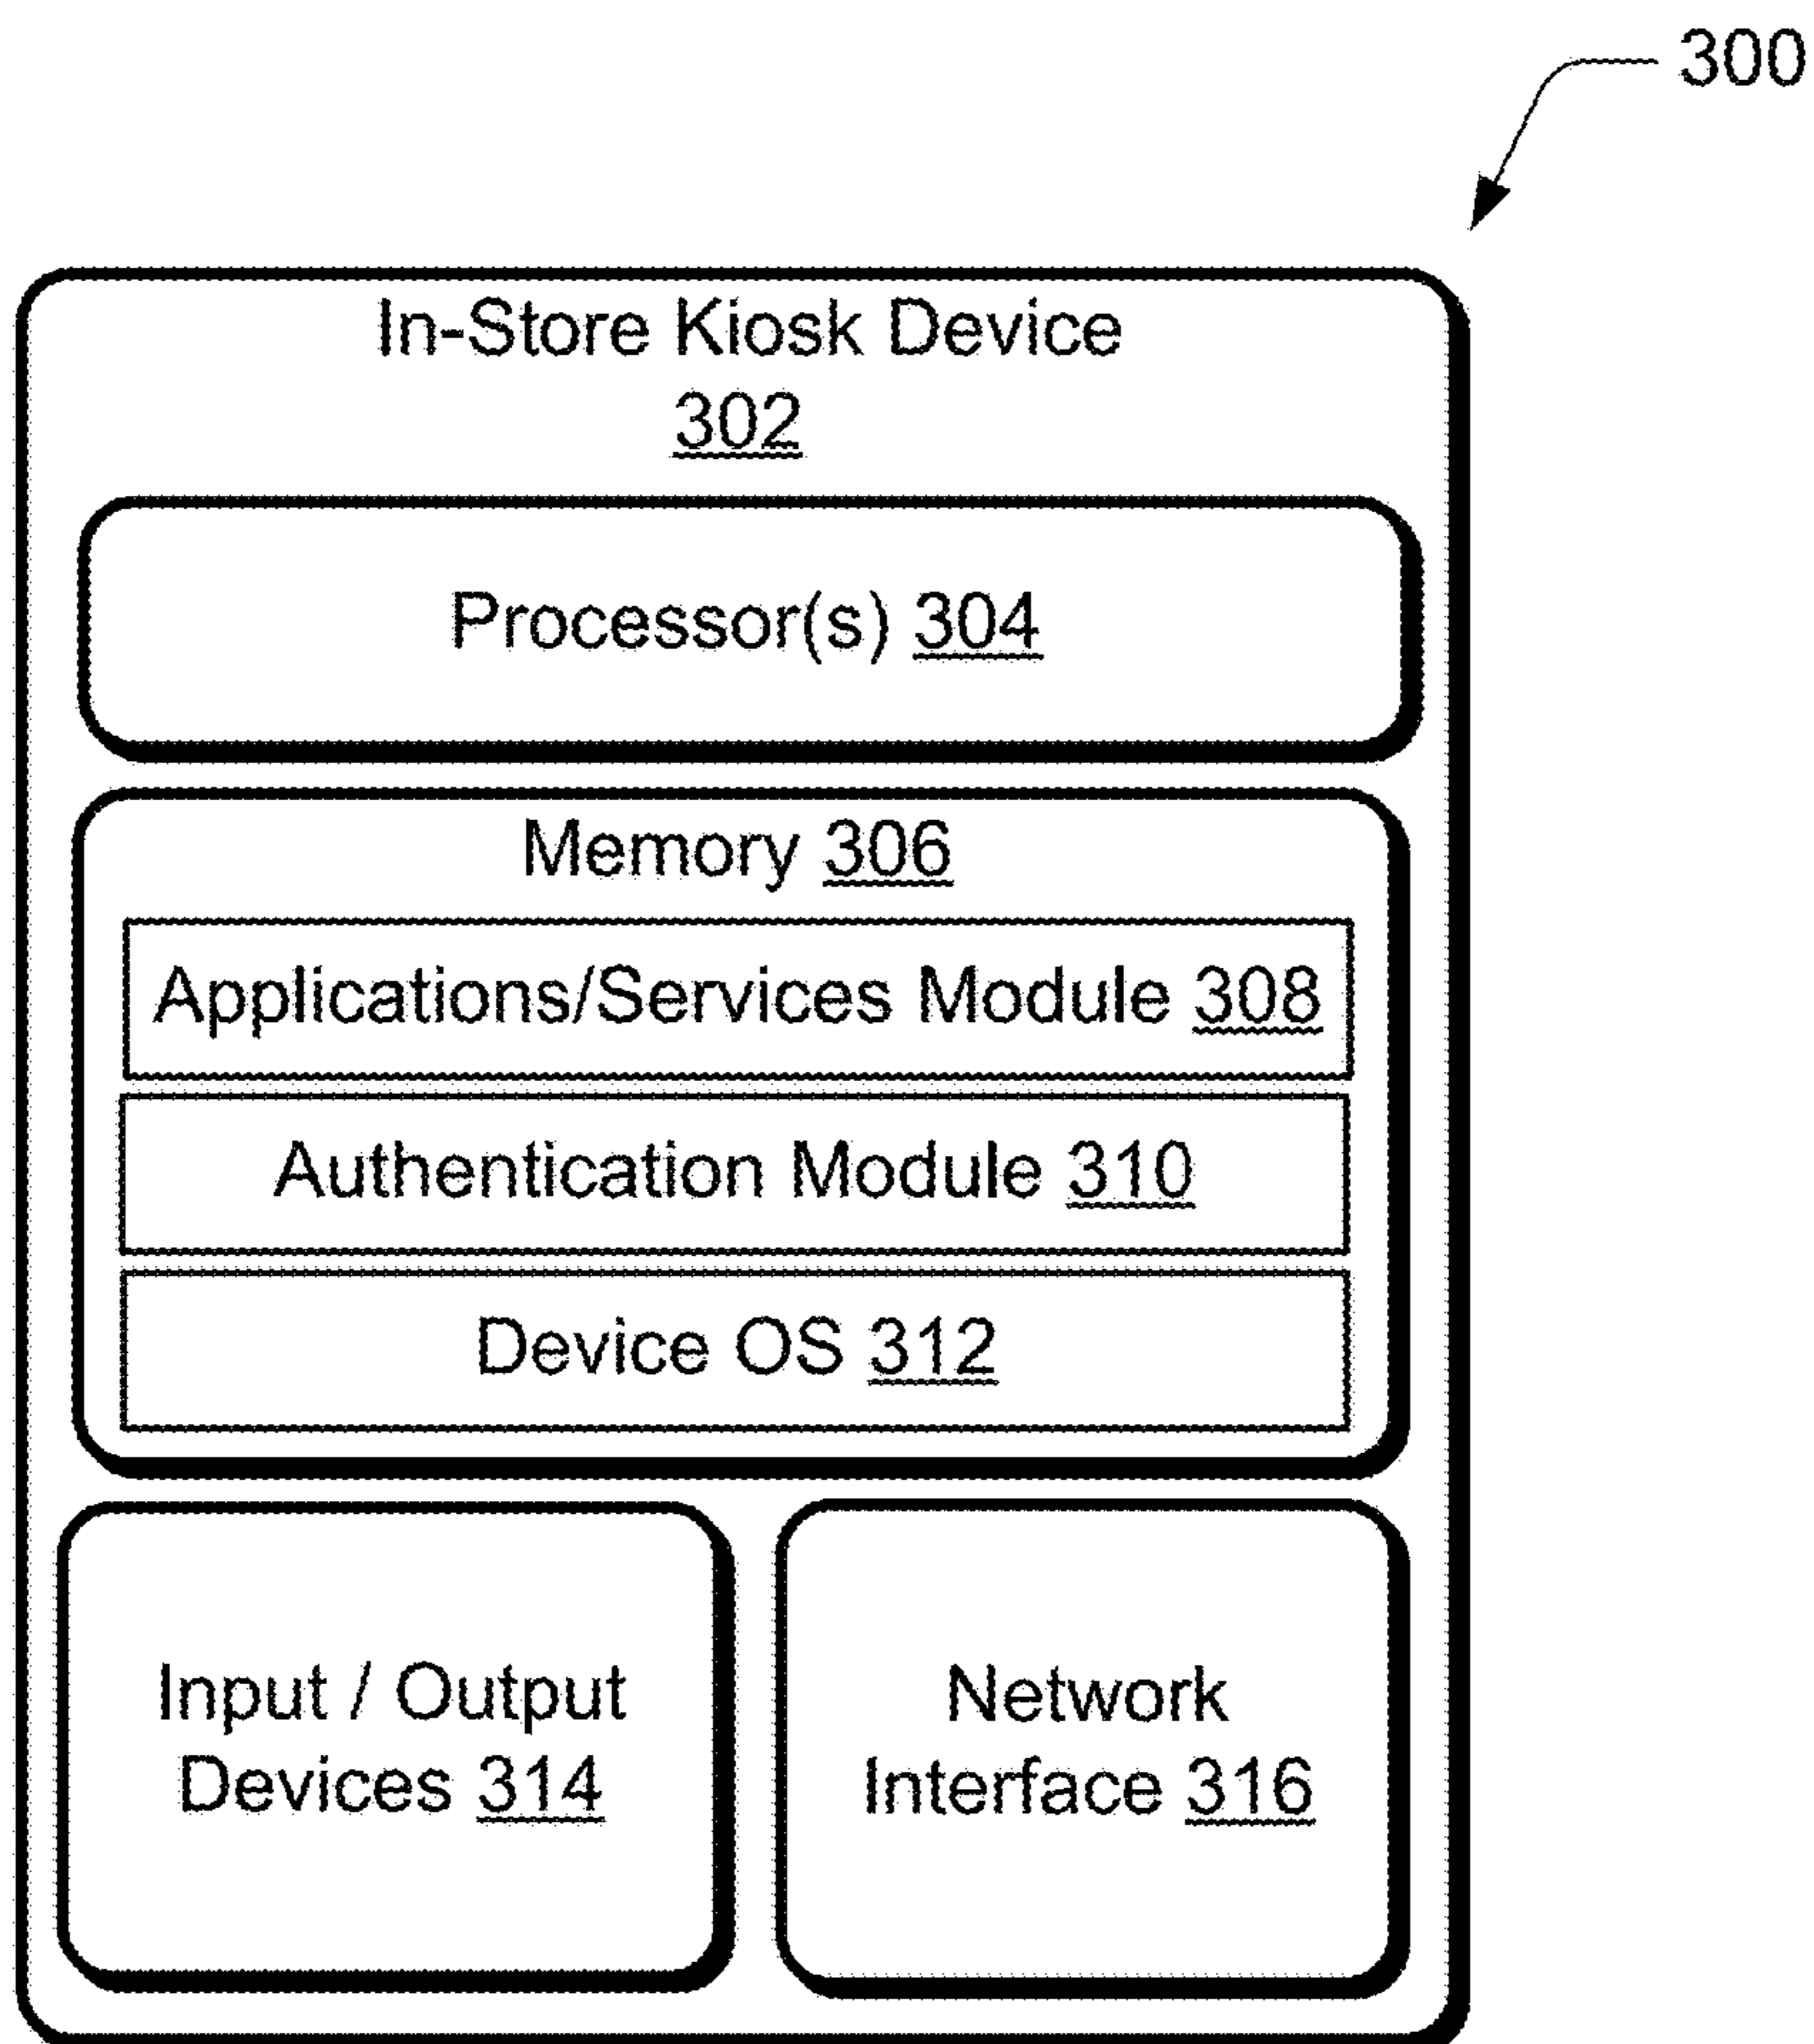 300
In-Store Kiosk Device
302
Processor(s) 304
Memory 306
Applications/Services Module 308
Authentication Module 310
Device OS 312
Input / Output
Devices 314
Network
Interface 316